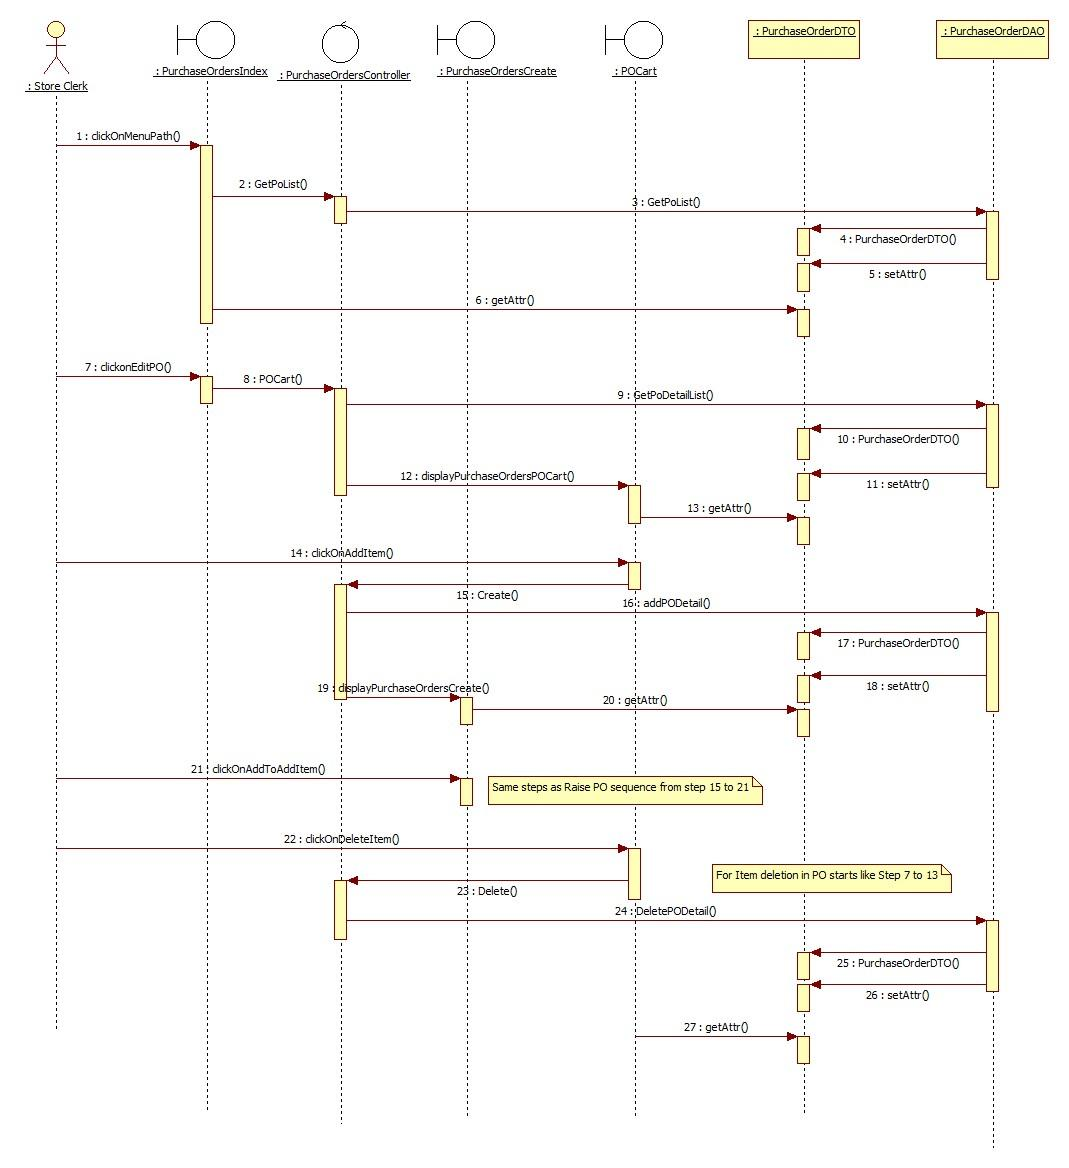 : PurchaseOrderDTO
: PurchaseOrderDAO
: PurchaseOrdersIndex
: PurchaseOrdersController
: PurchaseOrdersCreate
: POCart
: Store Clerk
1 : clickOnMenuPath()
2 : GetPoList()
3 : GetPoList()
4 : PurchaseOrderDTO()
5 : setAttr()
6 : getAttr()
7 : clickonEditPO()
8 : POCart()
9 : GetPoDetailList()
10 : PurchaseOrderDTO()
12 : displayPurchaseOrdersPOCart()
11 : setAttr()
13 : getAttr()
14 : clickOnAddItem()
15 : Create()
16 : addPODetail()
17 : PurchaseOrderDTO()
18 : setAttr()
19 : displayPurchaseOrdersCreate()
20 : getAttr()
21 : clickOnAddToAddItem()
Same steps as Raise PO sequence from step 15 to 21
22 : clickOnDeleteItem()
For Item deletion in PO starts like Step 7 to 13
23 : Delete()
24 : DeletePODetail()
25 : PurchaseOrderDTO()
26 : setAttr()
27 : getAttr()